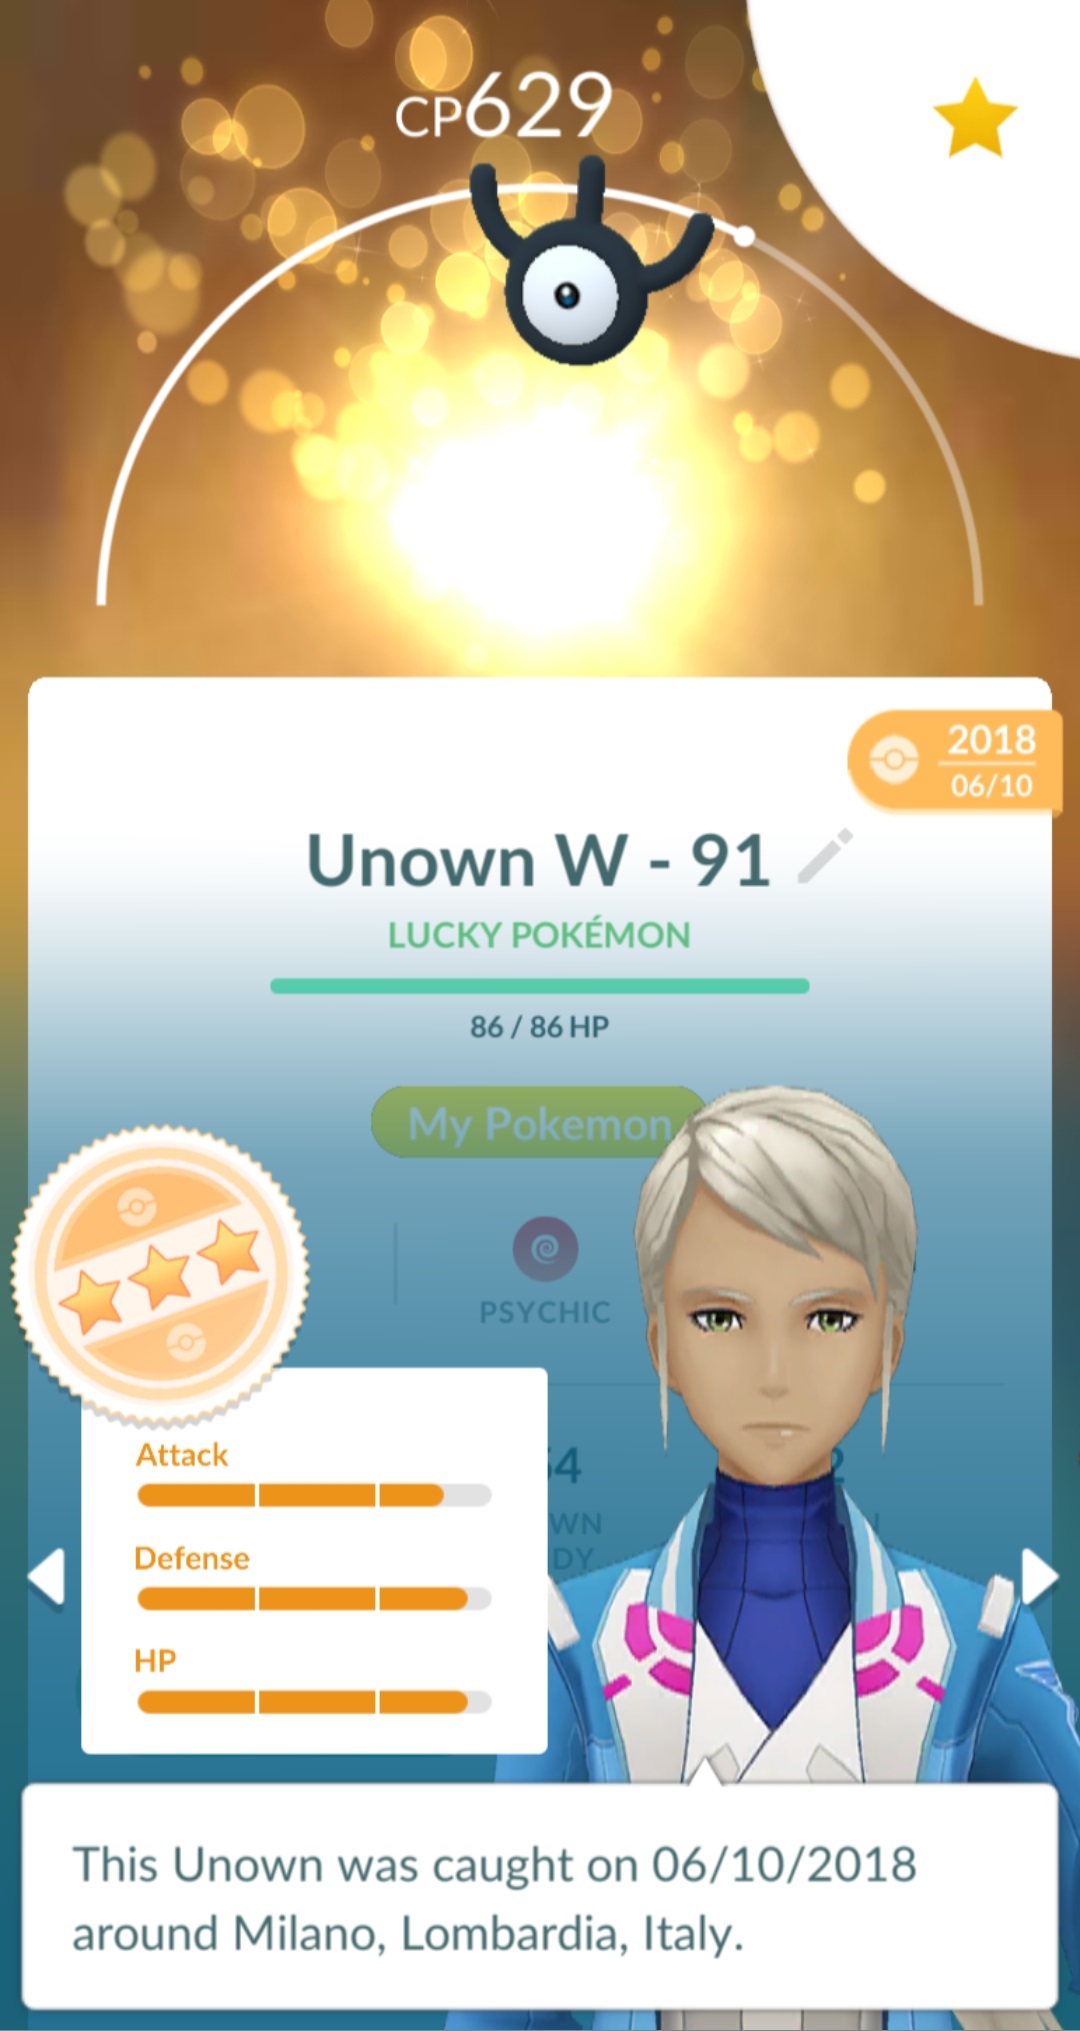 CP629
2018
06/10
Unown W - 91
LUCKY POKÉMON
86 / 86 HP
My Pokemon
PSYCHIC
Attack
Defense
HP
This Unown was caught on 06/10/2018
around Milano, Lombardia, Italy.